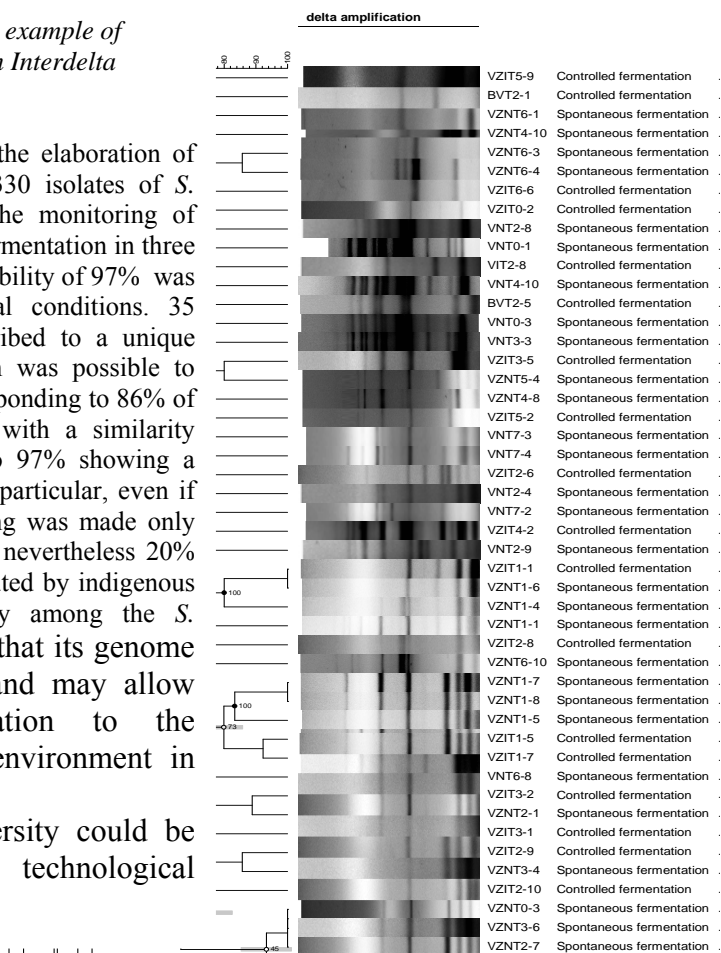 example of
Interdelta
the elaboration of
330 isolates of S.
the monitoring of
fermentation in three
ability of 97% was
conditions. 35
to a unique
was possible to
ponding to 86% of
with a similarity
97% showing a
particular, even if
was made only
nevertheless 20%
by indigenous
among the S.
that its genome
and may allow
to the
environment in
could be
technological
delta amplification
80 90 100
VZIT5-9 Controlled fermentation
BVT2-1 Controlled fermentation
VZNT6-1 Spontaneous fermentation
VZNT4-10 Spontaneous fermentation
VZNT6-3 Spontaneous fermentation
VZNT6-4 Spontaneous fermentation
VZIT6-6 Controlled fermentation
VZIT0-2 Controlled fermentation
VNT2-8 Spontaneous fermentation
VNT0-1 Spontaneous fermentation
VIT2-8 Controlled fermentation
VNT4-10 Spontaneous fermentation
BVT2-5 Controlled fermentation
VNT0-3 Spontaneous fermentation
VNT3-3 Spontaneous fermentation
VZIT3-5 Controlled fermentation
VZNT5-4 Spontaneous fermentation
VZNT4-8 Spontaneous fermentation
VZIT5-2 Controlled fermentation
VNT7-3 Spontaneous fermentation
VNT7-4 Spontaneous fermentation
VZIT2-6 Controlled fermentation
VNT2-4 Spontaneous fermentation
VNT7-2 Spontaneous fermentation
VZIT4-2 Controlled fermentation
VNT2-9 Spontaneous fermentation
VZIT1-1 Controlled fermentation
VZNT1-6 Spontaneous fermentation
100
VZNT1-4 Spontaneous fermentation
VZNT1-1 Spontaneous fermentation
VZIT2-8 Controlled fermentation
VZNT6-10 Spontaneous fermentation
VZNT1-7 Spontaneous fermentation
VZNT1-8 Spontaneous fermentation
100
VZNT1-5 Spontaneous fermentation
73
VZIT1-5 Controlled fermentation
VZIT1-7 Controlled fermentation
VNT6-8 Spontaneous fermentation
VZIT3-2 Controlled fermentation
VZNT2-1 Spontaneous fermentation
VZIT3-1 Controlled fermentation
VZIT2-9 Controlled fermentation
VZNT3-4 Spontaneous fermentation
VZIT2-10 Controlled fermentation
VZNT0-3 Spontaneous fermentation
VZNT3-6 Spontaneous fermentation
45
VZNT2-7 Spontaneous fermentation